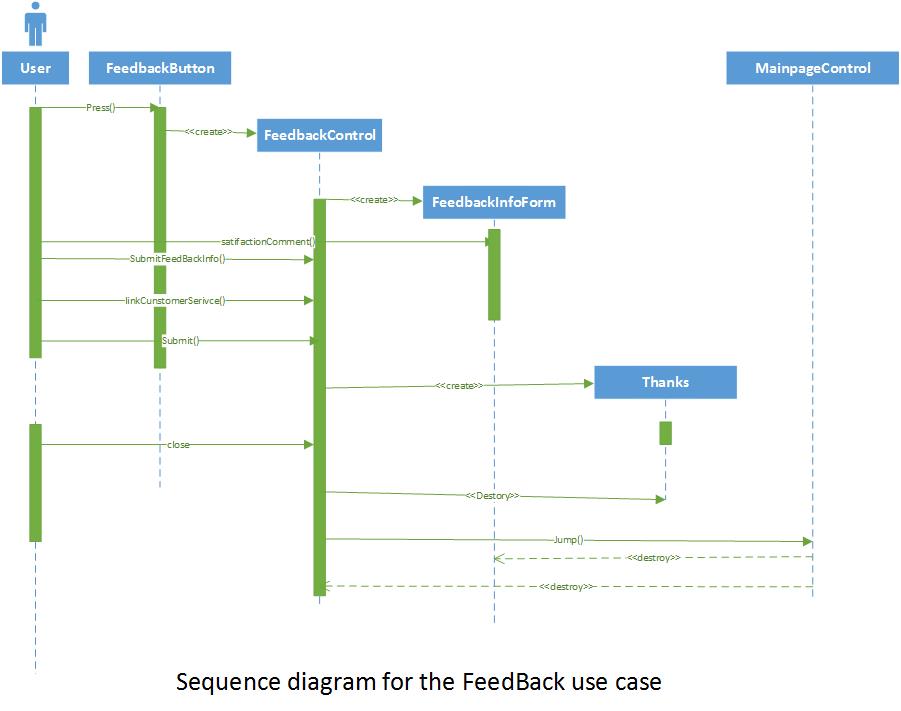 User
FeedbackButton
MainpageControl
Press()
<<create>>
FeedbackControl
<<create>>
FeedbackInfoForm
satifactionComment()
SubmitFeedBackInfo()
linkCunstomerSerivce()
Submit()
<<create>>
Thanks
close
<<Destory>>
Jump()
<<destroy>>
<<destroy>>
Sequence diagram for the FeedBack use case